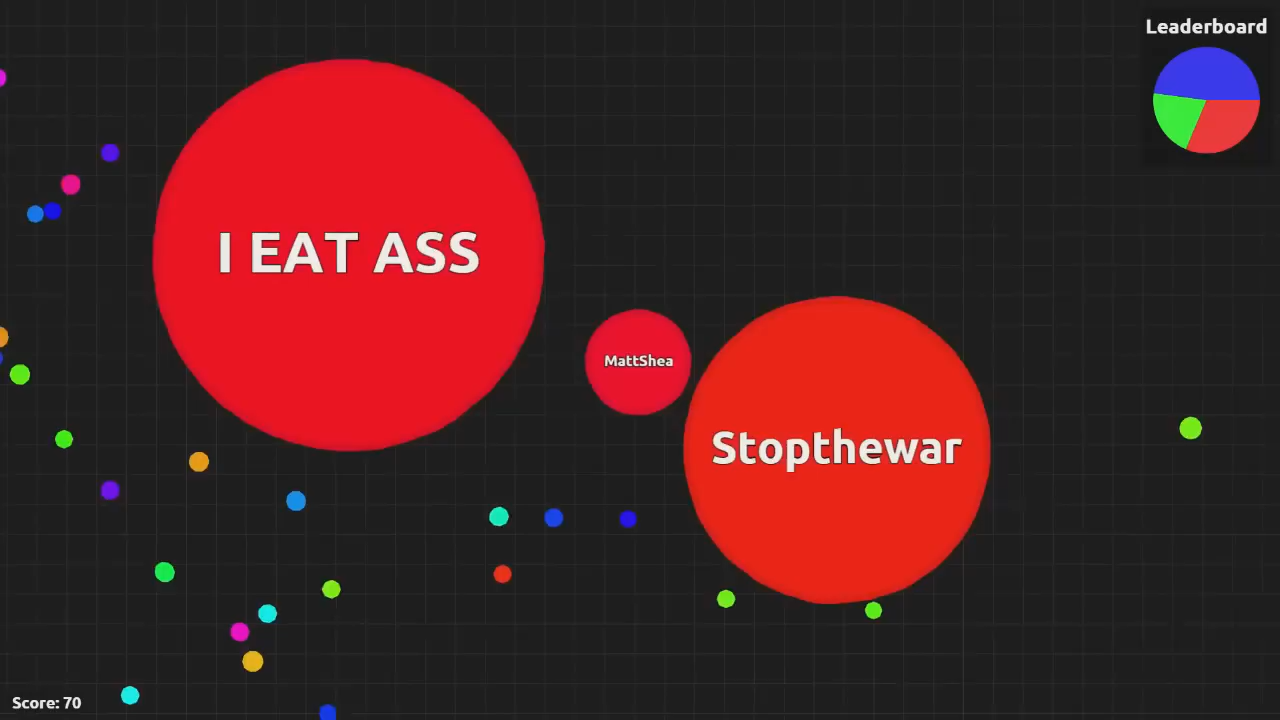 Leaderboard
I EAT ASS
MattShea
Stopthewar
Score: 70